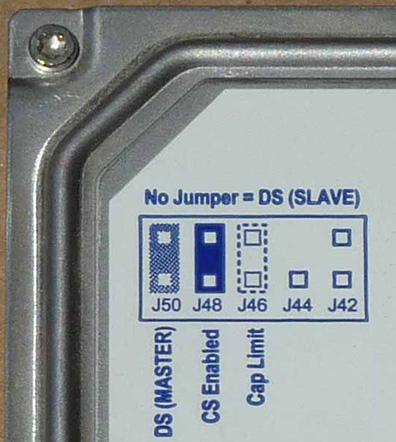 No Jumper = DS (SLAVE)
J50 J48 J46 J44 J42
DS (MASTER)
CS Enabled
Cap Limit